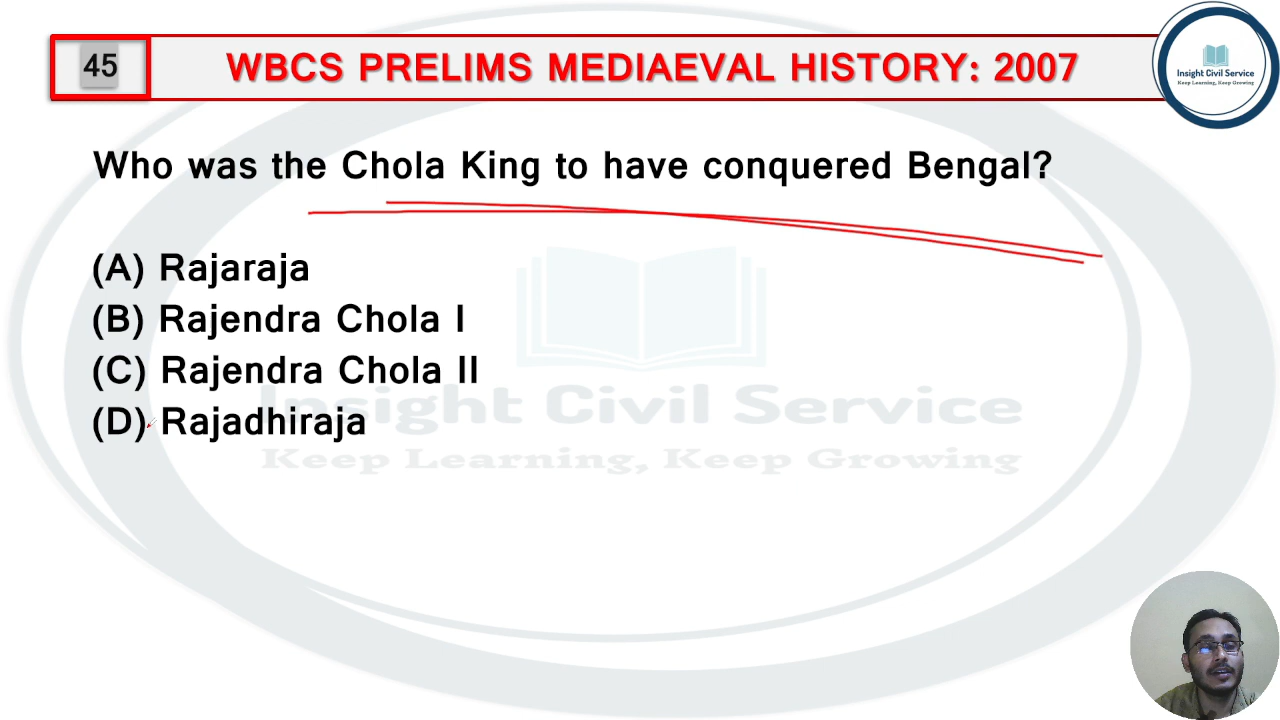 45
WBCS PRELIMS MEDIAEVAL HISTORY: 2007
Insight Civil Service
Keep Learning, Keep Growing
Who was the Chola King to have conquered Bengal?
(A) Rajaraja
(B) Rajendra Chola I
(C) Rajendra Chola II
(D) Rajadhiraja
Insight Civil Service
Keep Learning, Keep Growing